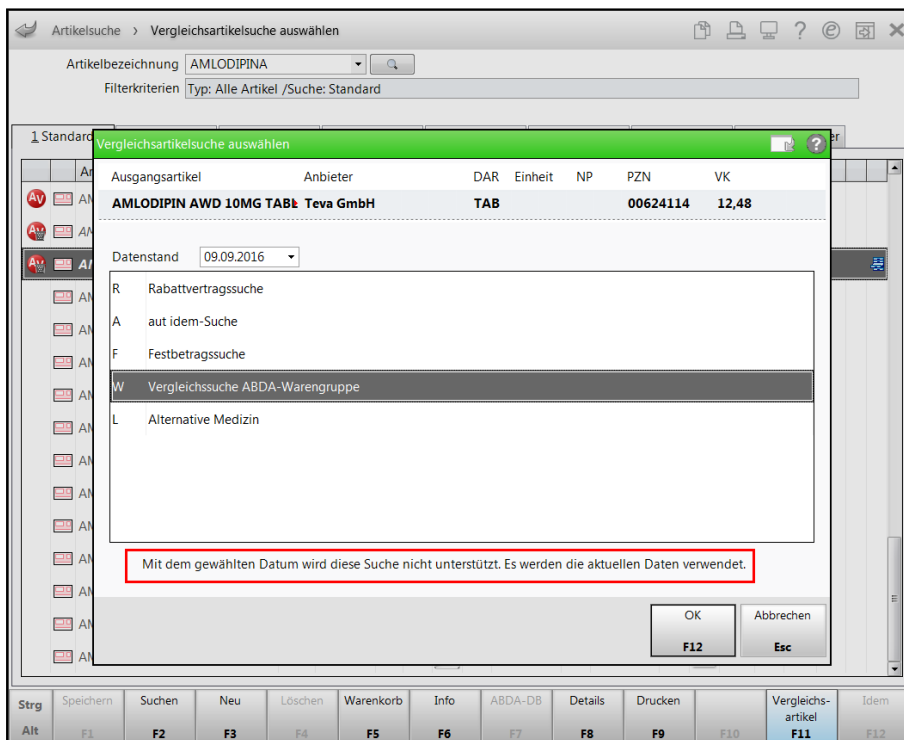 Artikelsuche › Vergleichsartikelsuche auswählen
Artikelbezeichnung AMLODIPINA
Filterkriterien Typ: Alle Artikel /Suche: Standard
1 Standard
Vergleichsartikelsuche auswählen
Ausgangsartikel Anbieter DAR Einheit NP PZN VK
AMLODIPIN AWD 10MG TABL Teva GmbH TAB 00624114 12,48
Datenstand 09.09.2016
R Rabattvertragssuche
A aut idem-Suche
F Festbetragssuche
W Vergleichssuche ABDA-Warengruppe
L Alternative Medizin
Mit dem gewählten Datum wird diese Suche nicht unterstützt. Es werden die aktuellen Daten verwendet.
OK Abbrechen
F12 Esc
Strg Speichern Suchen Neu Löschen Warenkorb Info ABDA-DB Details Drucken Vergleichs-artikel Idem
Alt F1 F2 F3 F4 F5 F6 F7 F8 F9 F10 F11 F12